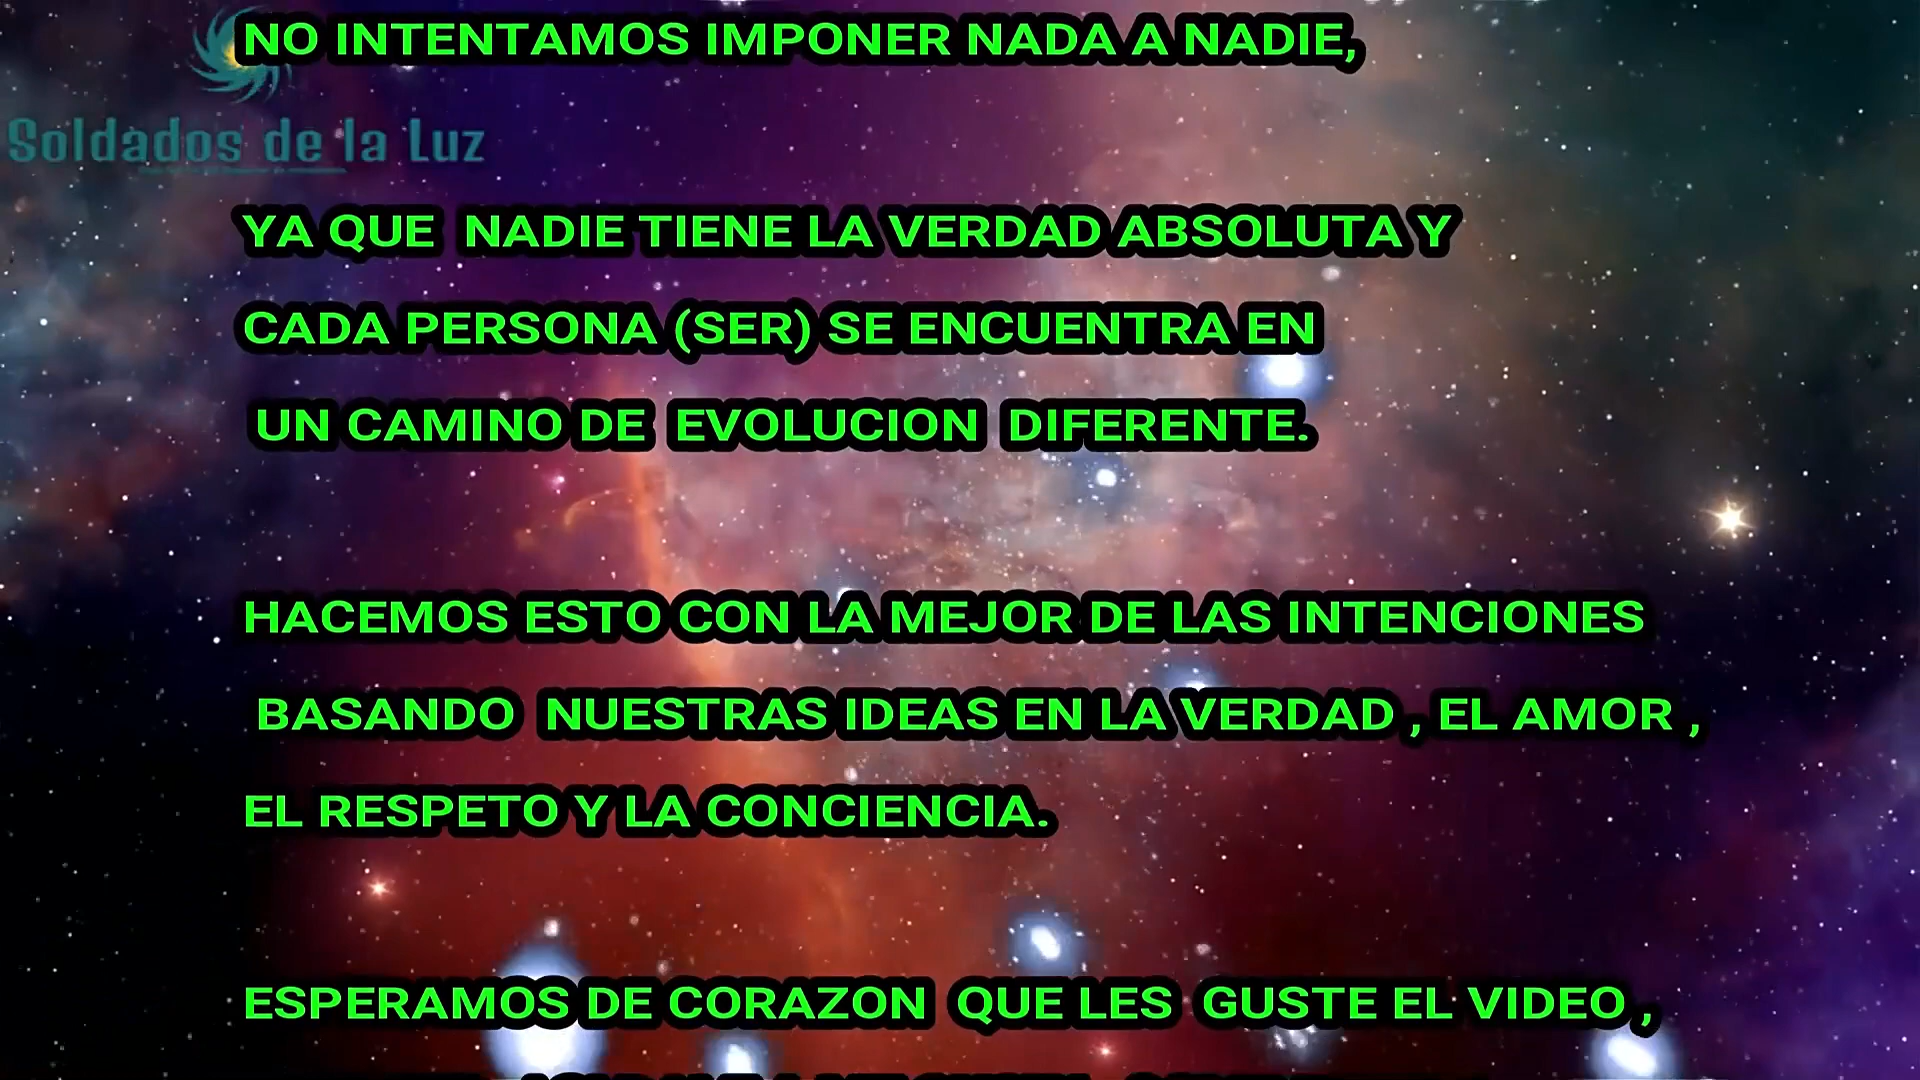 NO INTENTAMOS IMPONER NADA A NADIE,
Soldados de la Luz
YA QUE NADIE TIENE LA VERDAD ABSOLUTA Y
CADA PERSONA (SER) SE ENCUENTRA EN
UN CAMINO DE EVOLUCION DIFERENTE.
HACEMOS ESTO CON LA MEJOR DE LAS INTENCIONES
BASANDO NUESTRAS IDEAS EN LA VERDAD , EL AMOR ,
EL RESPETO Y LA CONCIENCIA.
ESPERAMOS DE CORAZON QUE LES GUSTE EL VIDEO ,